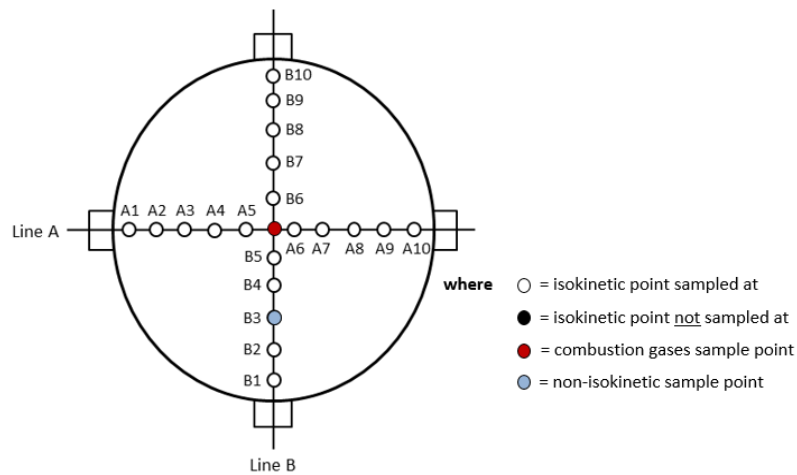 B10
B9
B8
B7
B6
A1 A2 A3 A4 A5
Line A
A6 A7 A8 A9 A10
B5
B4
B3
B2
B1
Line B
where = isokinetic point sampled at
= isokinetic point not sampled at
= combustion gases sample point
= non-isokinetic sample point